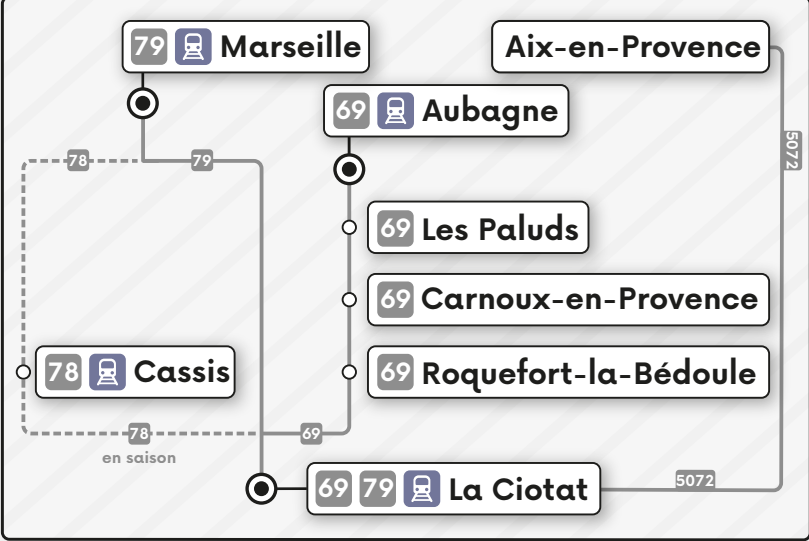 79 Marseille
Aix-en-Provence
69 Aubagne
5072
78
79
69 Les Paluds
69 Carnoux-en-Provence
78 Cassis
69 Roquefort-la-Bédoule
78
69
en saison
69 79 La Ciotat
5072